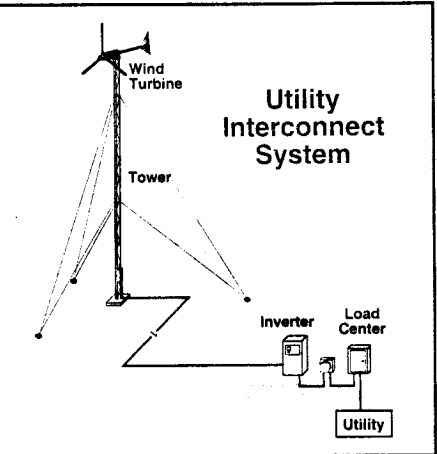 Wind
Turbine
Utility
Interconnect
System
Tower
Inverter
Load
Center
Utility